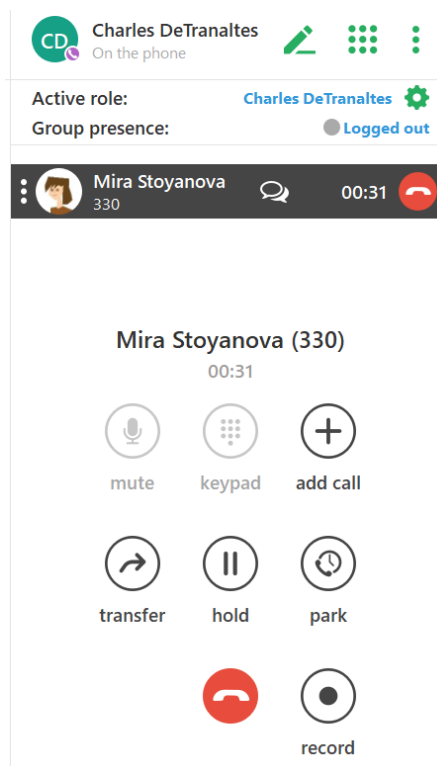 CD
Charles DeTranaltes
On the phone
Active role: Charles DeTranaltes
Group presence: Logged out
Mira Stoyanova 00:31
330
Mira Stoyanova (330)
00:31
mute keypad add call
transfer hold park
record